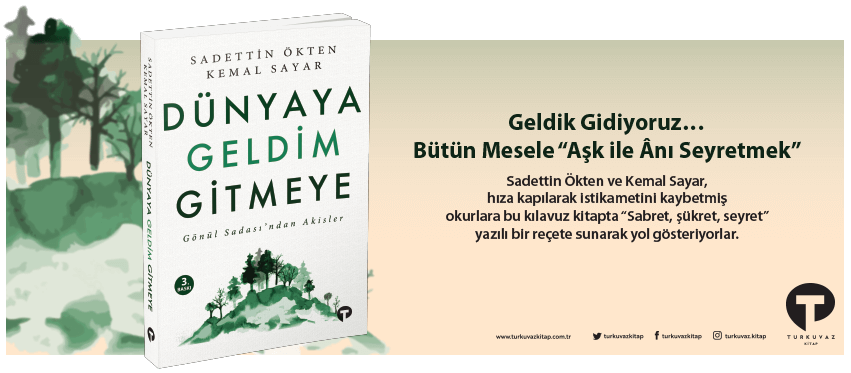 SADETTİN ÖKTEN
KEMAL SAYAR
DÜNYAYA
GELDİM
GİTMEYE
Gönül Sadası'ndan Akisler
3.
BASKI
SADETTİN ÖKTEN
KEMAL SAYAR
DÜNYAYA GELDİM GİTMEYE
Geldik Gidiyoruz...
Bütün Mesele “Aşk ile Ânı Seyretmek”
Sadettin Ökten ve Kemal Sayar,
hıza kapılarak istikametini kaybetmiş
okurlara bu kılavuz kitapta “Sabret, şükret, seyret”
yazılı bir reçete sunarak yol gösteriyorlar.
www.turkuvazkitap.com.tr
turkuvazkitap
turkuvazkitap
turkuvaz.kitap
TURKUVAZ
KİTAP